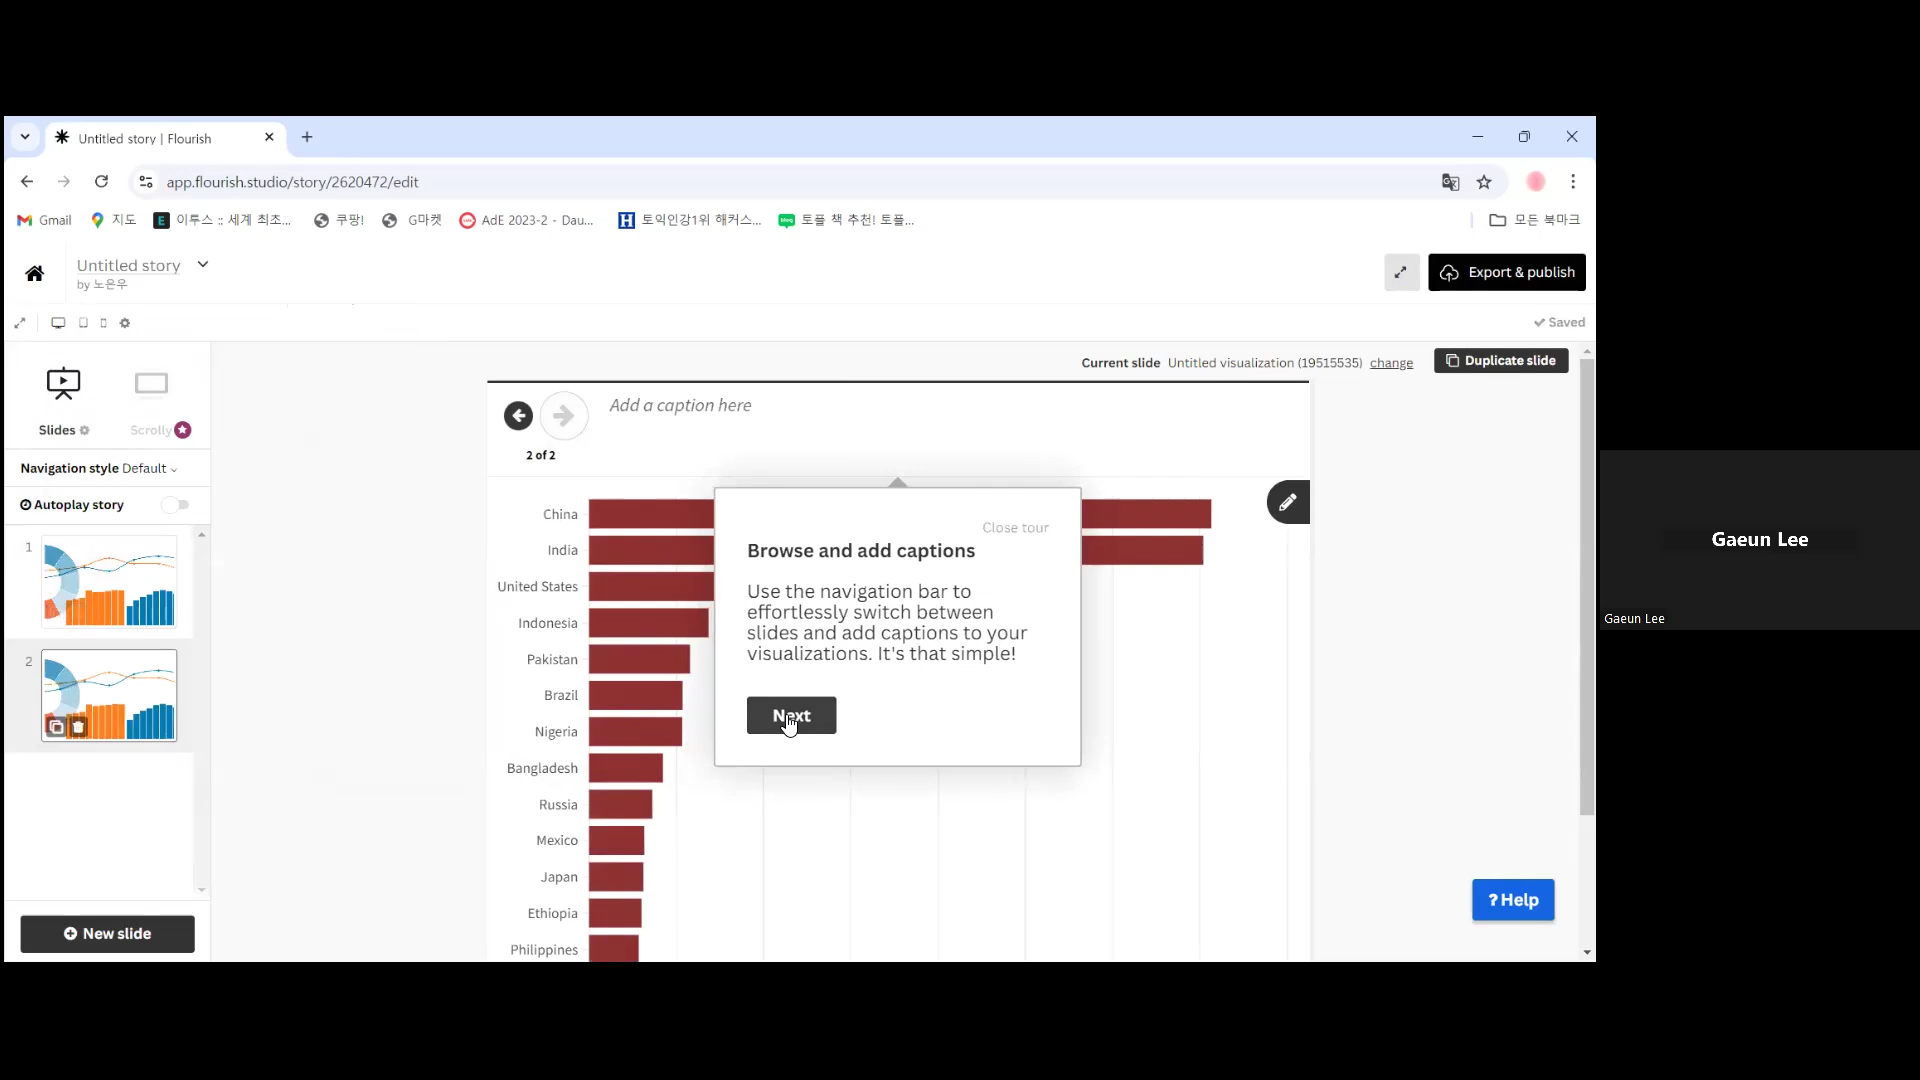 Untitled story | Flourish
app.flourish.studio/story/2620472/edit
Gmail
지도
이투스 :: 세계 최초...
쿠팡!
G마켓
AdE 2023-2 - Dau...
토익인강1위 해커스...
토플 책 추천! 토플...
모든 북마크
Untitled story
by 노은우
Export & publish
Saved
Current slide Untitled visualization (19515535) change
Duplicate slide
Slides
Scrolly
Navigation style Default
Autoplay story
1
2
New slide
Add a caption here
2 of 2
China
India
United States
Indonesia
Pakistan
Brazil
Nigeria
Bangladesh
Russia
Mexico
Japan
Ethiopia
Philippines
Close tour
Browse and add captions
Use the navigation bar to
effortlessly switch between
slides and add captions to your
visualizations. It's that simple!
Next
? Help
Gaeun Lee
Gaeun Lee